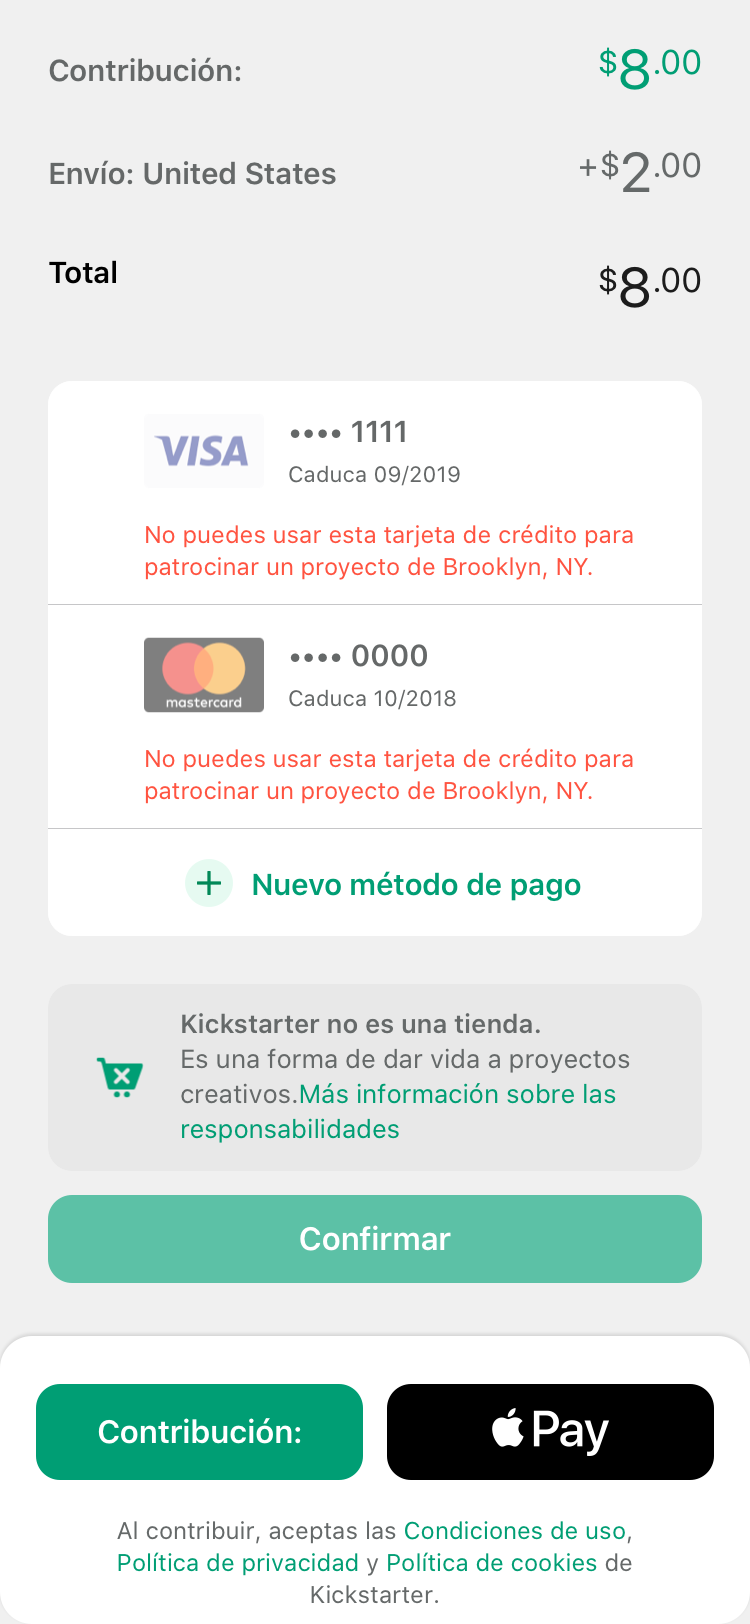 Contribución: $8.00
Envío: United States +$2.00
Total $8.00
VISA •••• 1111
Caduca 09/2019
No puedes usar esta tarjeta de crédito para
patrocinar un proyecto de Brooklyn, NY.
mastercard •••• 0000
Caduca 10/2018
No puedes usar esta tarjeta de crédito para
patrocinar un proyecto de Brooklyn, NY.
Nuevo método de pago
Kickstarter no es una tienda.
Es una forma de dar vida a proyectos
creativos.Más información sobre las
responsabilidades
Confirmar
Contribución: Pay
Al contribuir, aceptas las Condiciones de uso,
Política de privacidad y Política de cookies de
Kickstarter.